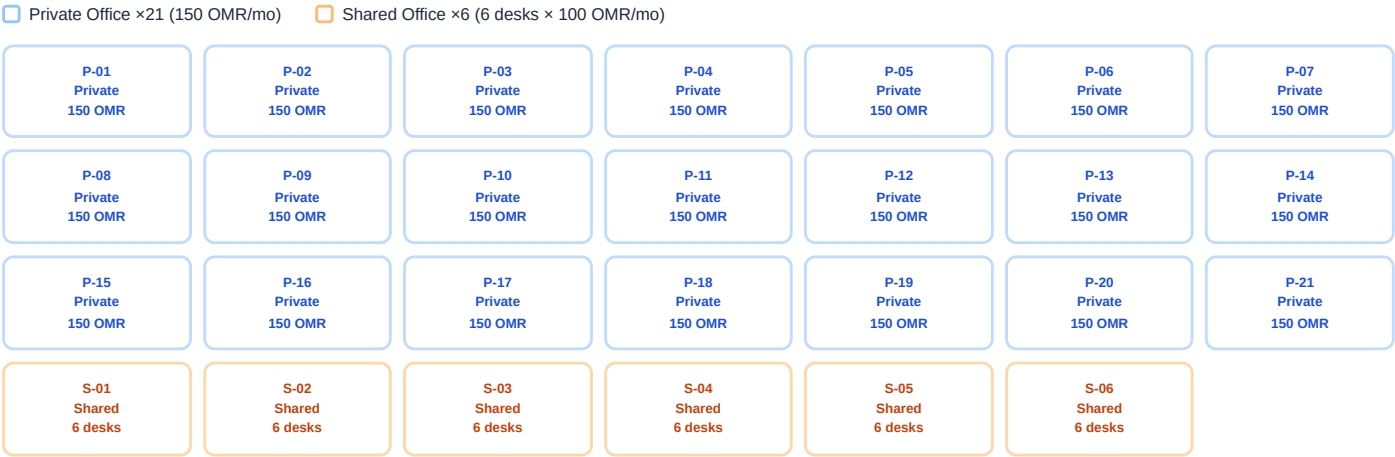 Private Office ×21 (150 OMR/mo)
Shared Office ×6 (6 desks × 100 OMR/mo)
P-01
Private
150 OMR
P-02
Private
150 OMR
P-03
Private
150 OMR
P-04
Private
150 OMR
P-05
Private
150 OMR
P-06
Private
150 OMR
P-07
Private
150 OMR
P-08
Private
150 OMR
P-09
Private
150 OMR
P-10
Private
150 OMR
P-11
Private
150 OMR
P-12
Private
150 OMR
P-13
Private
150 OMR
P-14
Private
150 OMR
P-15
Private
150 OMR
P-16
Private
150 OMR
P-17
Private
150 OMR
P-18
Private
150 OMR
P-19
Private
150 OMR
P-20
Private
150 OMR
P-21
Private
150 OMR
S-01
Shared
6 desks
S-02
Shared
6 desks
S-03
Shared
6 desks
S-04
Shared
6 desks
S-05
Shared
6 desks
S-06
Shared
6 desks